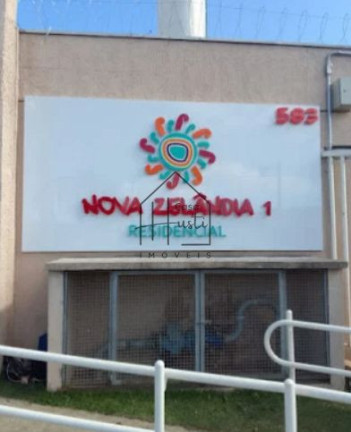 583
NOVA ZELÂNDIA 1
RESIDENCIAL
IMÓVEIS